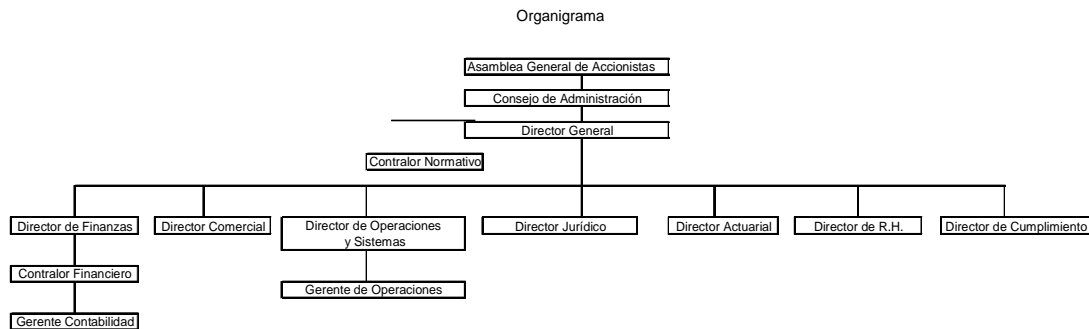 Organigrama
Asamblea General de Accionistas
Consejo de Administración
Director General
Contralor Normativo
Director de Finanzas
Director Comercial
Director de Operaciones
y Sistemas
Director Jurídico
Director Actuarial
Director de R.H.
Director de Cumplimiento
Contralor Financiero
Gerente de Operaciones
Gerente Contabilidad